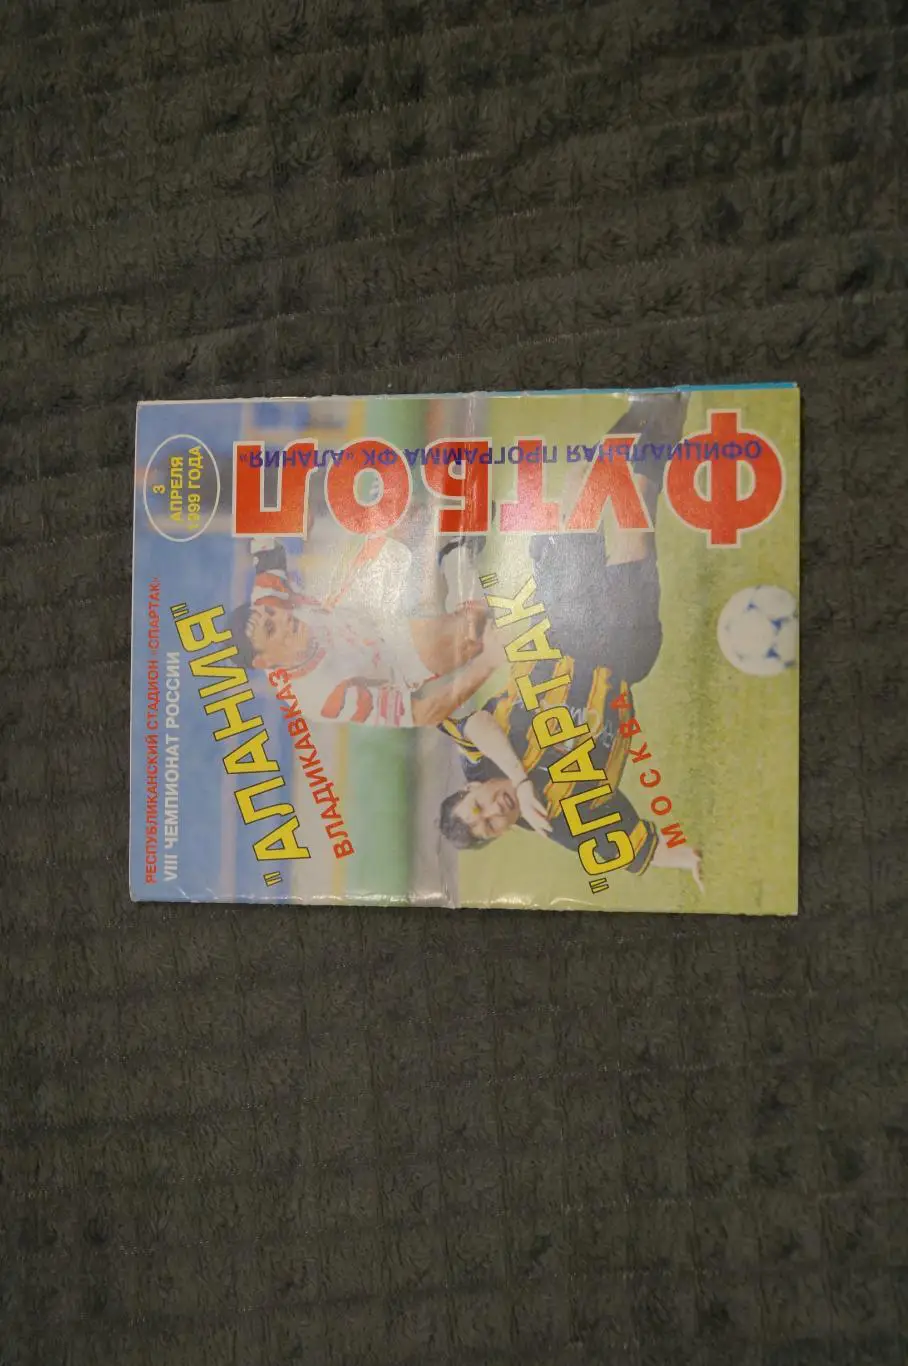 РЕСПУБЛИКАНСКИЙ СТАДИОН «СПАРТАК»
VIII ЧЕМПИОНАТ РОССИИ
3
АПРЕЛЯ
1999 ГОДА
"АЛАНИЯ"
ВЛАДИКАВКАЗ
"СПАРТАК"
МОСКВА
ФУТБОЛ
ОФИЦИАЛЬНАЯ ПРОГРАММА ФК «АЛАНИЯ»